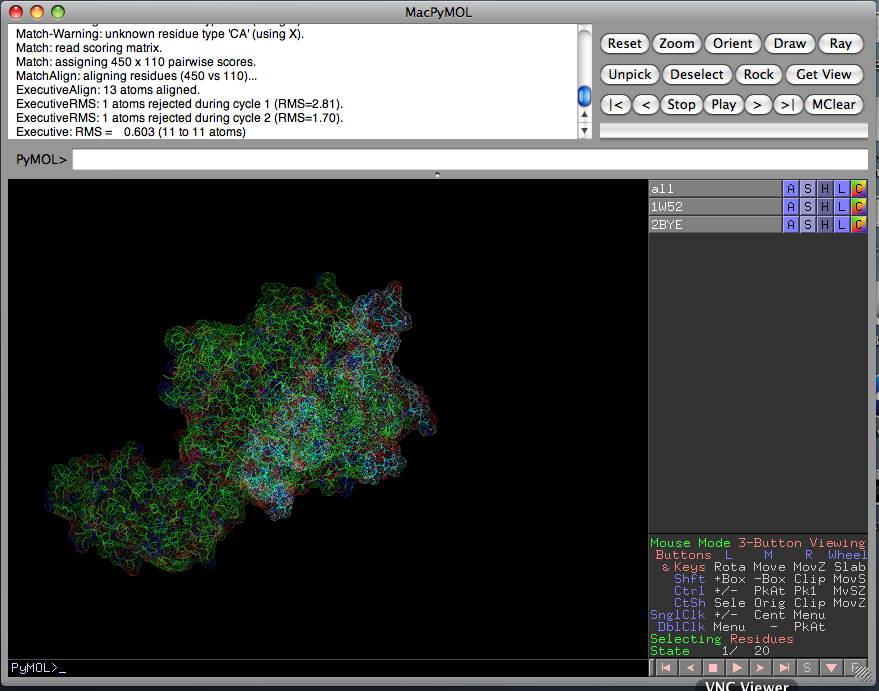 MacPyMOL
Match-Warning: unknown residue type 'CA' (using X).
Match: read scoring matrix.
Match: assigning 450 x 110 pairwise scores.
MatchAlign: aligning residues (450 vs 110)...
ExecutiveAlign: 13 atoms aligned.
ExecutiveRMS: 1 atoms rejected during cycle 1 (RMS=2.81).
ExecutiveRMS: 1 atoms rejected during cycle 2 (RMS=1.70).
Executive: RMS = 0.603 (11 to 11 atoms)
Reset Zoom Orient Draw Ray
Unpick Deselect Rock Get View
|< < Stop Play > >| MClear
PyMOL>
all A S H L C
1W52 A S H L C
2BYE A S H L C
Mouse Mode 3-Button Viewing
Buttons L M R Wheel
& Keys Rota Move MovZ Slab
Shft +Box -Box Clip MovS
Ctrl +/- PkAt Pk1 MvSZ
CtSh Sele Orig Clip MovZ
SnglClk +/- Cent Menu
DblClk Menu - PkAt
Selecting Residues
State 1/ 20
PyMOL>_
S F
VNC Viewer